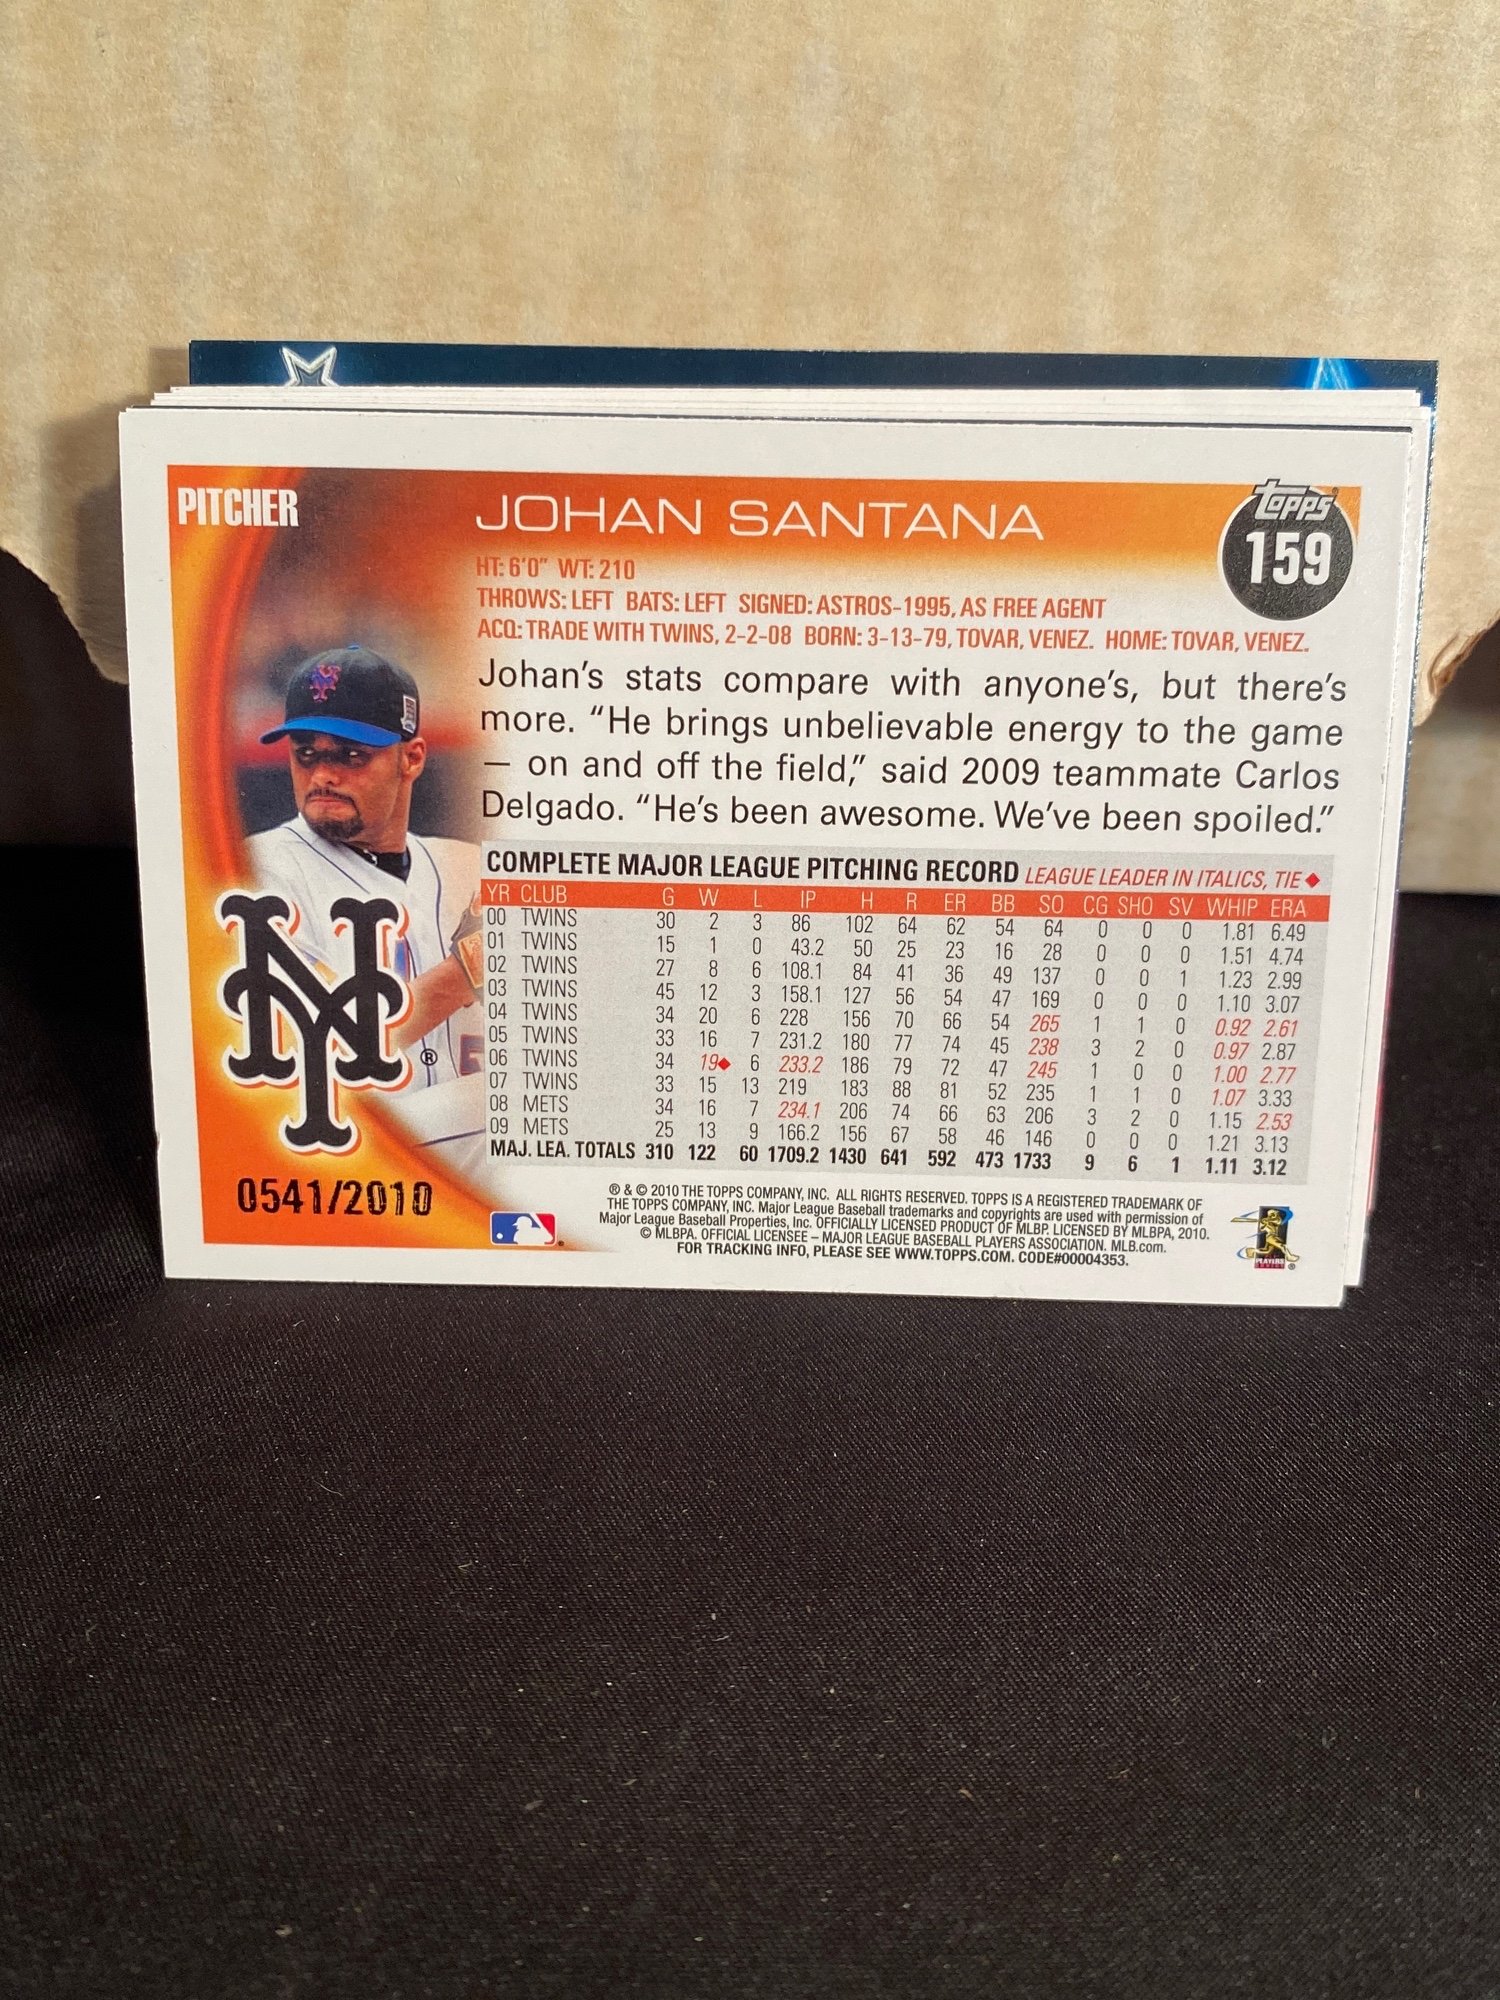 PITCHER
JOHAN SANTANA
Topps
159
HT: 6'0" WT: 210
THROWS: LEFT BATS: LEFT SIGNED: ASTROS-1995, AS FREE AGENT
ACQ: TRADE WITH TWINS, 2-2-08 BORN: 3-13-79, TOVAR, VENEZ. HOME: TOVAR, VENEZ.
Johan's stats compare with anyone's, but there's
more. “He brings unbelievable energy to the game
— on and off the field,” said 2009 teammate Carlos
Delgado. “He's been awesome. We've been spoiled.”
COMPLETE MAJOR LEAGUE PITCHING RECORD LEAGUE LEADER IN ITALICS, TIE ◆
YR CLUB G W L IP H R ER BB SO CG SHO SV WHIP ERA
00 TWINS 30 2 3 86 102 64 62 54 64 0 0 0 1.81 6.49
01 TWINS 15 1 0 43.2 50 25 23 16 28 0 0 0 1.51 4.74
02 TWINS 27 8 6 108.1 84 41 36 49 137 0 0 1 1.23 2.99
03 TWINS 45 12 3 158.1 127 56 54 47 169 0 0 0 1.10 3.07
04 TWINS 34 20 6 228 156 70 66 54 265 1 1 0 0.92 2.61
05 TWINS 33 16 7 231.2 180 77 74 45 238 3 2 0 0.97 2.87
06 TWINS 34 19◆ 6 233.2 186 79 72 47 245 1 0 0 1.00 2.77
07 TWINS 33 15 13 219 183 88 81 52 235 1 1 0 1.07 3.33
08 METS 34 16 7 234.1 206 74 66 63 206 3 2 0 1.15 2.53
09 METS 25 13 9 166.2 156 67 58 46 146 0 0 0 1.21 3.13
MAJ. LEA. TOTALS 310 122 60 1709.2 1430 641 592 473 1733 9 6 1 1.11 3.12
NY
®
0541/2010
® & © 2010 THE TOPPS COMPANY, INC. ALL RIGHTS RESERVED. TOPPS IS A REGISTERED TRADEMARK OF
THE TOPPS COMPANY, INC. Major League Baseball trademarks and copyrights are used with permission of
Major League Baseball Properties, Inc. OFFICIALLY LICENSED PRODUCT OF MLBP. LICENSED BY MLBPA, 2010.
© MLBPA. OFFICIAL LICENSEE – MAJOR LEAGUE BASEBALL PLAYERS ASSOCIATION. MLB.com.
FOR TRACKING INFO, PLEASE SEE WWW.TOPPS.COM. CODE#00004353.
PLAYERS